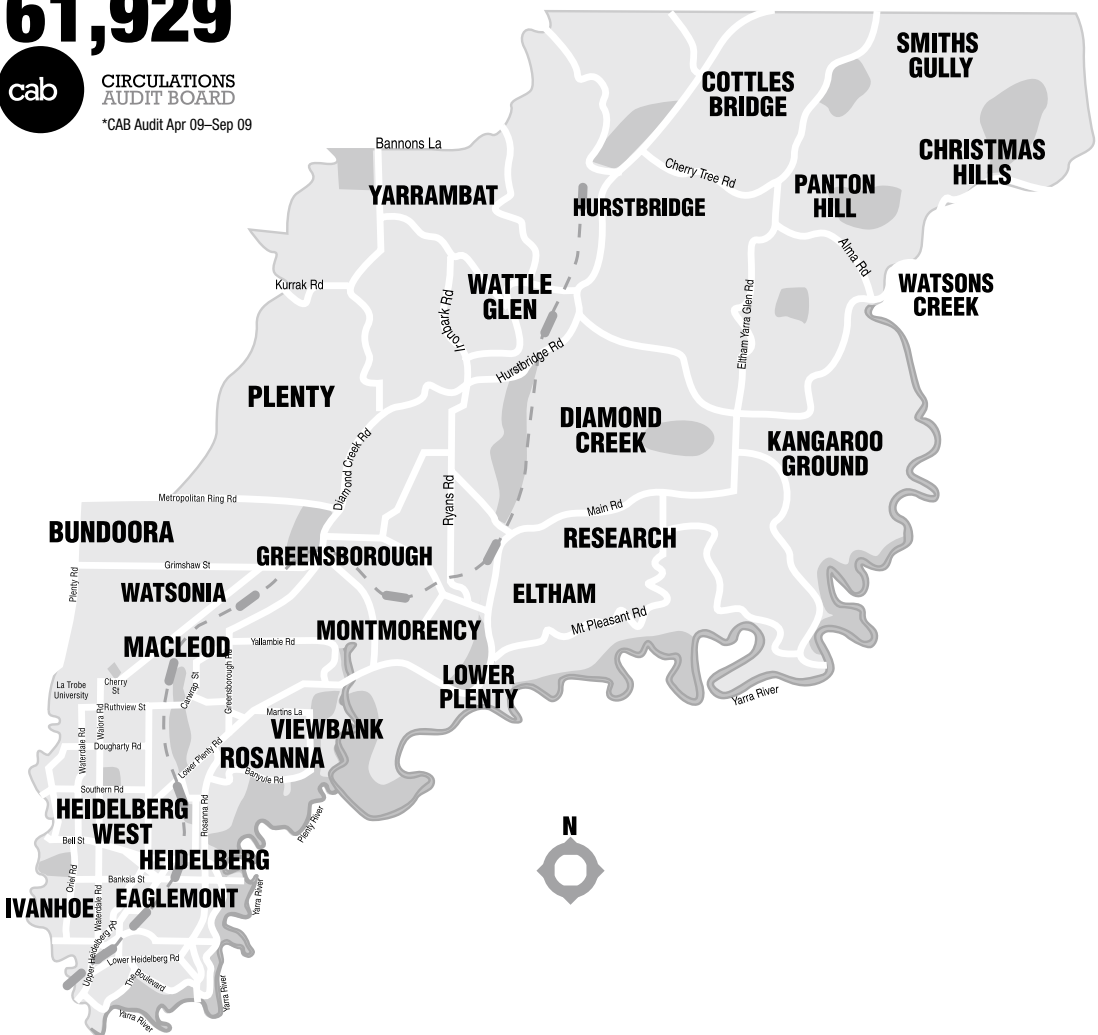 61,929
cab
CIRCULATIONS
AUDIT BOARD
*CAB Audit Apr 09–Sep 09
SMITHS
GULLY
COTTLES
BRIDGE
CHRISTMAS
HILLS
Bannons La
Cherry Tree Rd
PANTON
HILL
YARRAMBAT
HURSTBRIDGE
Alma Rd
Kurrak Rd
WATTLE
GLEN
WATSONS
CREEK
Ironbark Rd
Eltham Yarra Glen Rd
Hurstbridge Rd
PLENTY
DIAMOND
CREEK
KANGAROO
GROUND
Diamond Creek Rd
Ryans Rd
Metropolitan Ring Rd
Main Rd
BUNDOORA
RESEARCH
GREENSBOROUGH
Grimshaw St
Plenty Rd
WATSONIA
ELTHAM
Mt Pleasant Rd
MONTMORENCY
MACLEOD
Yallambie Rd
LOWER
PLENTY
La Trobe
University
Cherry
St
Carwrap St
Greensborough Rd
Yarra River
Ruthview St
Waiora Rd
Martins La
VIEWBANK
Waterdale Rd
Dougharty Rd
Lower Plenty Rd
ROSANNA
Banyule Rd
Southern Rd
HEIDELBERG
WEST
Rosanna Rd
Plenty River
N
Bell St
HEIDELBERG
Oriel Rd
Banksia St
Waterdale Rd
EAGLEMONT
Yarra River
IVANHOE
Upper Heidelberg Rd
Lower Heidelberg Rd
The Boulevard
Yarra River
Yarra River